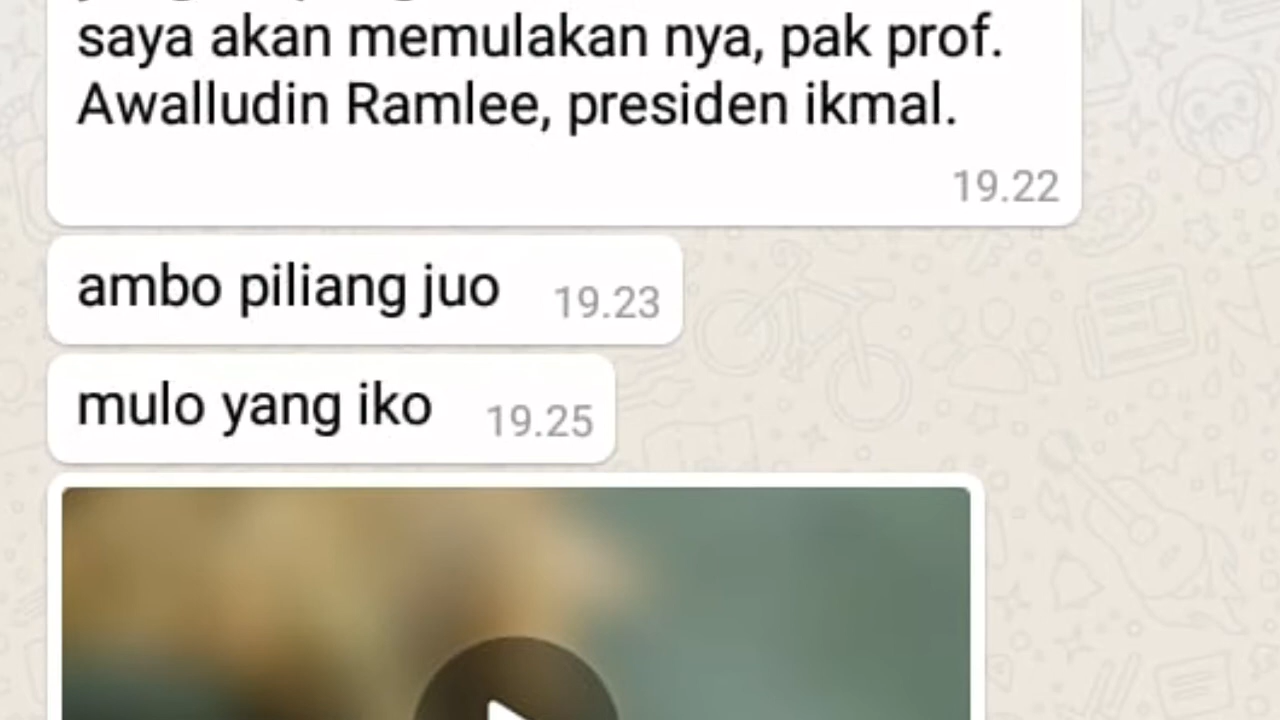 saya akan memulakan nya, pak prof.
Awalludin Ramlee, presiden ikmal.
19.22
ambo piliang juo 19.23
mulo yang iko 19.25